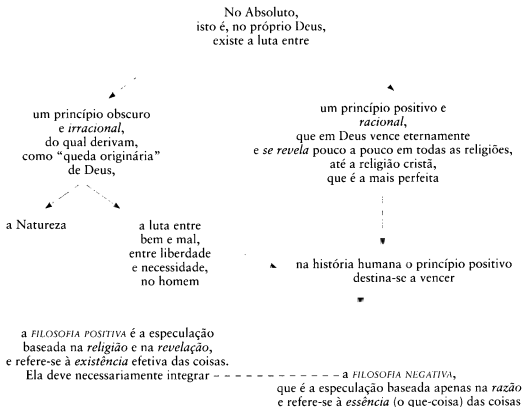 No Absoluto,
isto é, no próprio Deus,
existe a luta entre
um princípio obscuro
e irracional,
do qual derivam,
como “queda originária”
de Deus,
um princípio positivo e
racional,
que em Deus vence eternamente
e se revela pouco a pouco em todas as religiões,
até a religião cristã,
que é a mais perfeita
a Natureza
a luta entre
bem e mal,
entre liberdade
e necessidade,
no homem
na história humana o princípio positivo
destina-se a vencer
a FILOSOFIA POSITIVA é a especulação
baseada na religião e na revelação,
e refere-se à existência efetiva das coisas.
Ela deve necessariamente integrar
a FILOSOFIA NEGATIVA,
que é a especulação baseada apenas na razão
e refere-se à essência (o que-coisa) das coisas